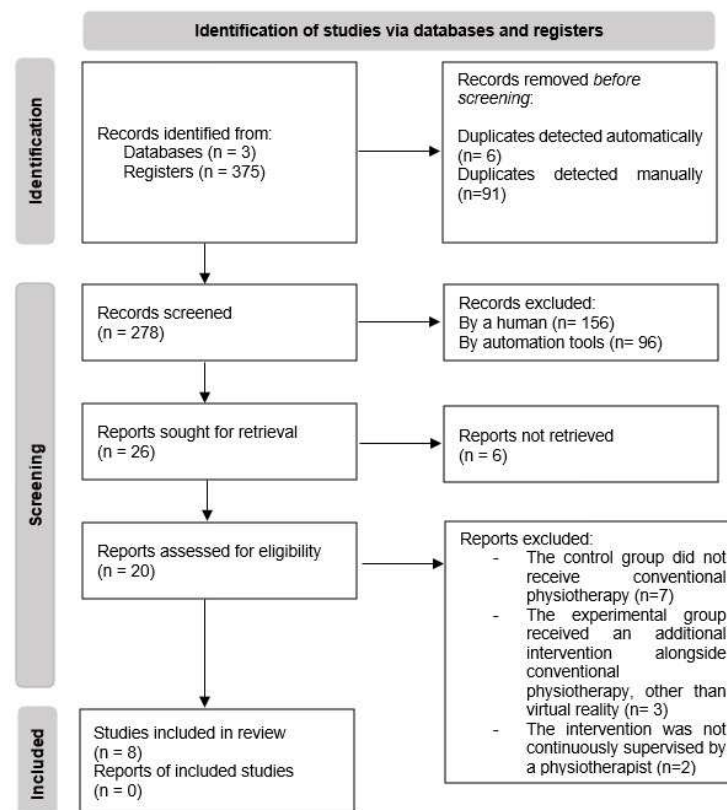 Identification of studies via databases and registers
Identification
Records identified from:
Databases (n = 3)
Registers (n = 375)
Records removed before
screening:
Duplicates detected automatically
(n= 6)
Duplicates detected manually
(n=91)
Screening
Records screened
(n = 278)
Records excluded:
By a human (n= 156)
By automation tools (n= 96)
Reports sought for retrieval
(n = 26)
Reports not retrieved
(n = 6)
Reports assessed for eligibility
(n = 20)
Reports excluded:
- The control group did not
receive conventional
physiotherapy (n=7)
- The experimental group
received an additional
intervention alongside
conventional
physiotherapy, other than
virtual reality (n= 3)
- The intervention was not
continuously supervised by
a physiotherapist (n=2)
Included
Studies included in review
(n = 8)
Reports of included studies
(n = 0)